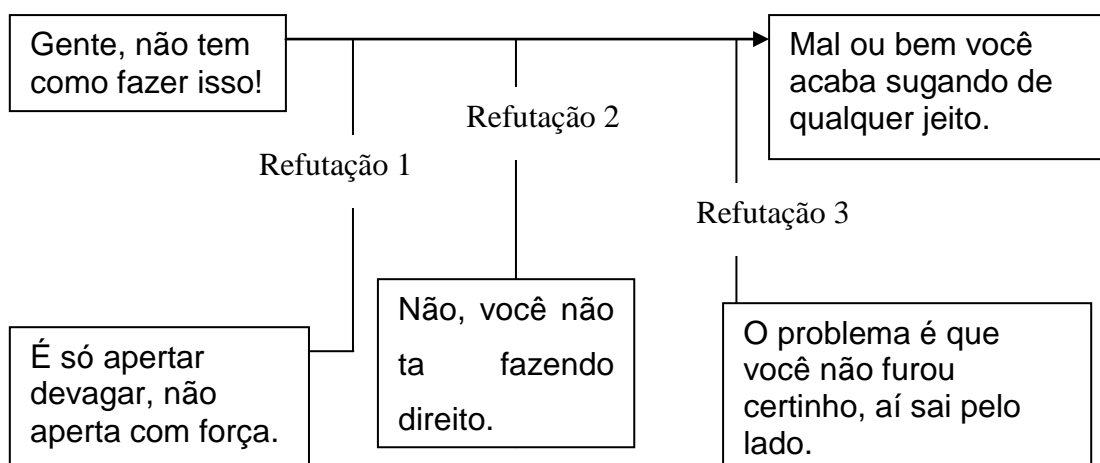 Gente, não tem
como fazer isso!
Mal ou bem você
acaba sugando de
qualquer jeito.
Refutação 1
Refutação 2
Refutação 3
É só apertar
devagar, não
aperta com força.
Não, você não
ta fazendo
direito.
O problema é que
você não furou
certinho, aí sai pelo
lado.